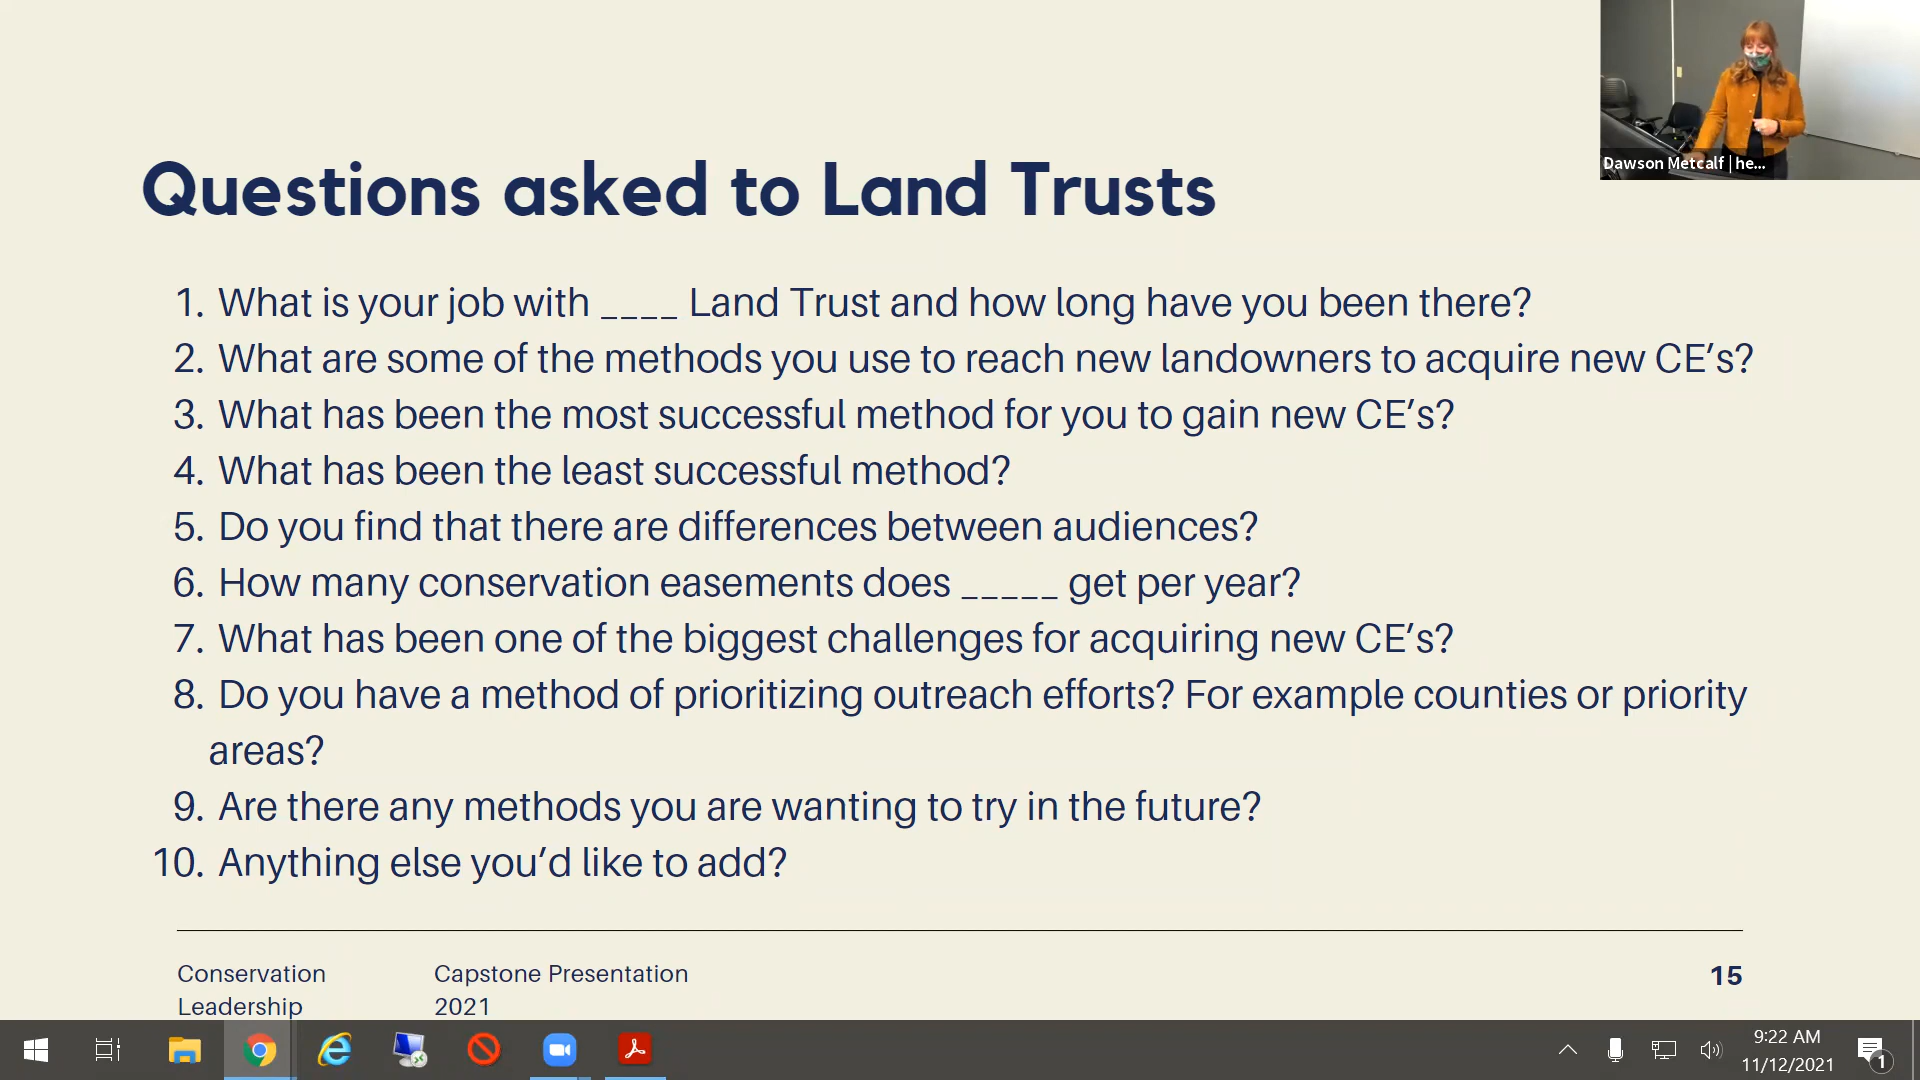 Dawson Metcalf | he...
Questions asked to Land Trusts
1. What is your job with ____ Land Trust and how long have you been there?
2. What are some of the methods you use to reach new landowners to acquire new CE’s?
3. What has been the most successful method for you to gain new CE’s?
4. What has been the least successful method?
5. Do you find that there are differences between audiences?
6. How many conservation easements does _____ get per year?
7. What has been one of the biggest challenges for acquiring new CE’s?
8. Do you have a method of prioritizing outreach efforts? For example counties or priority
areas?
9. Are there any methods you are wanting to try in the future?
10. Anything else you’d like to add?
Conservation
Leadership
Capstone Presentation
2021
15
9:22 AM
11/12/2021
1